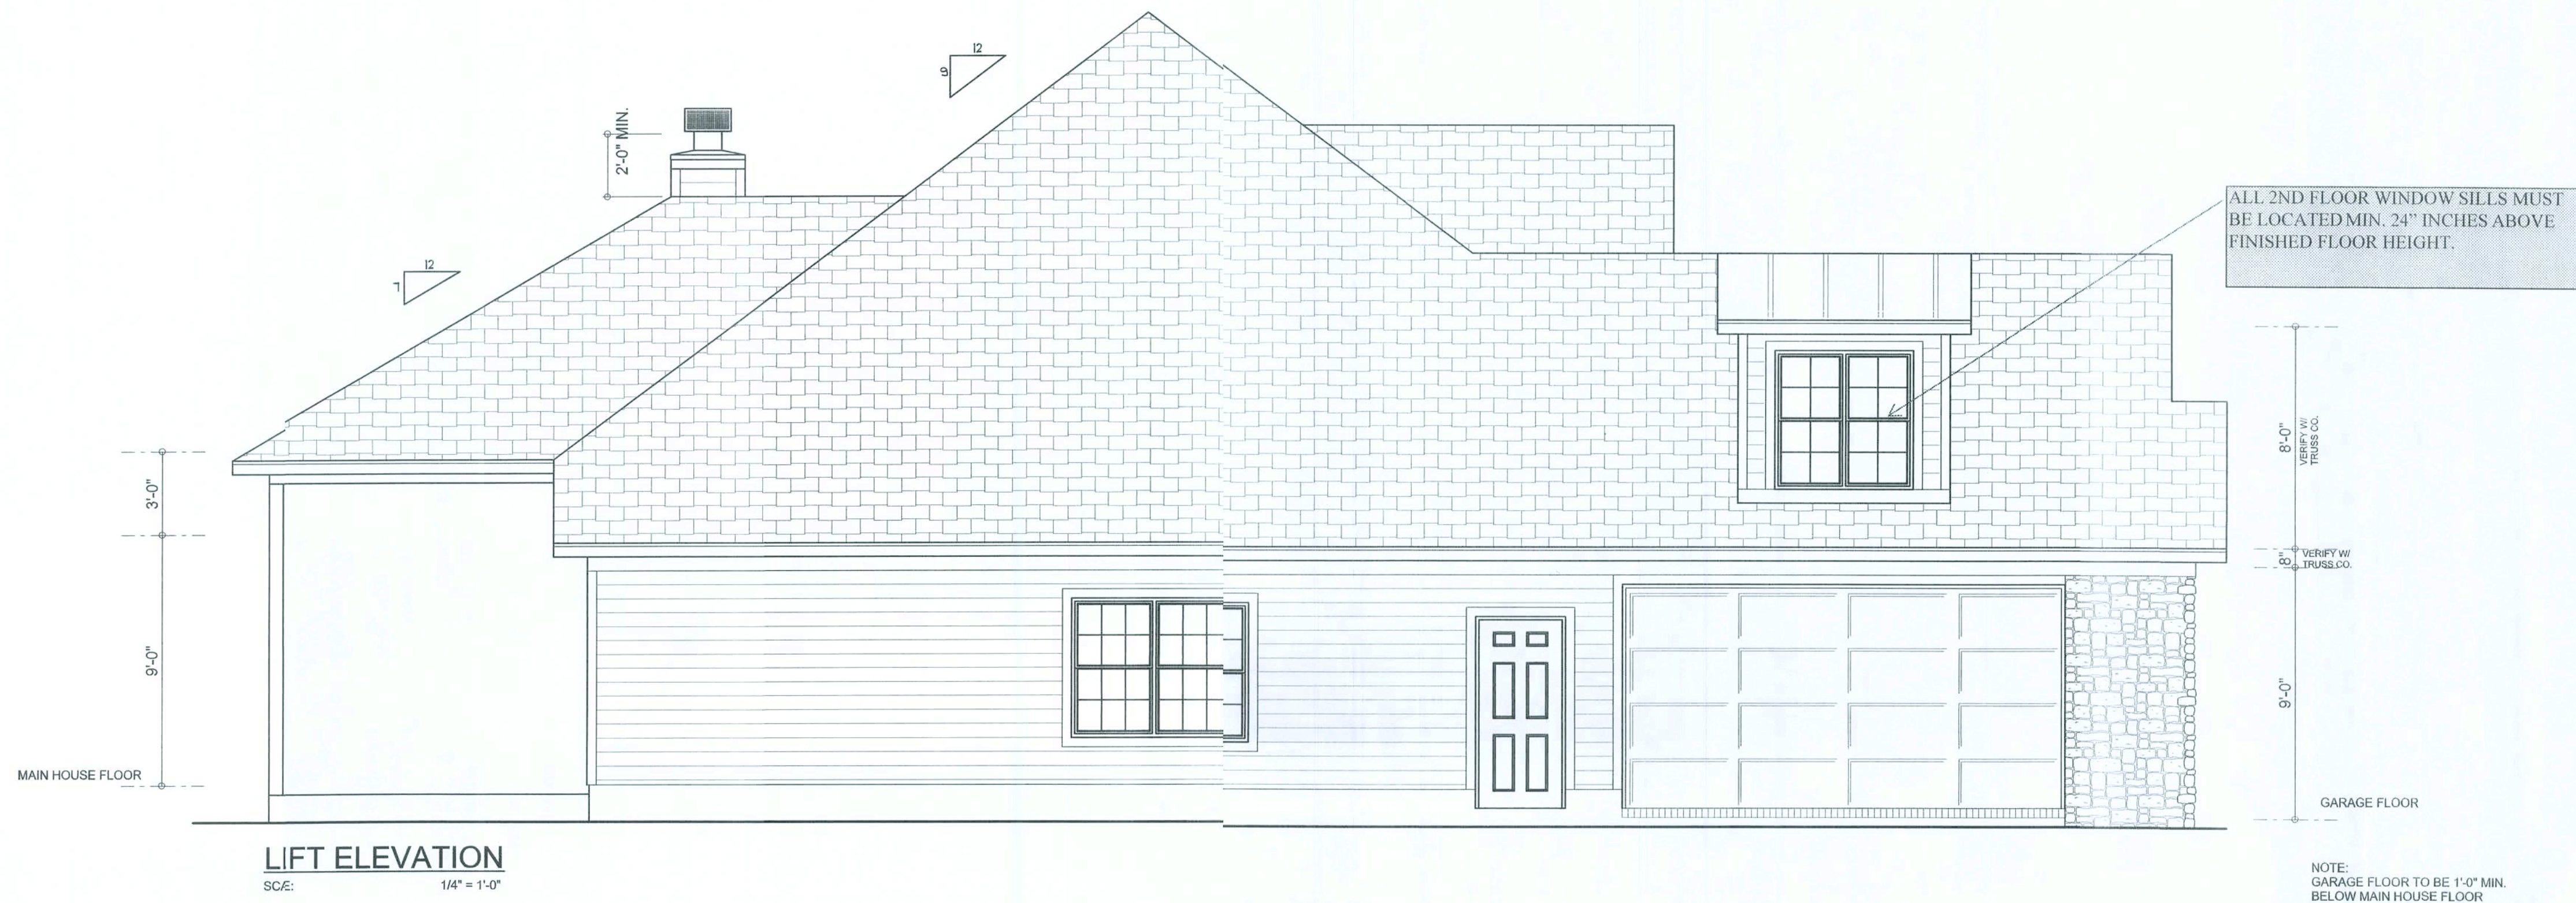 12
9
2'-0" MIN.
ALL 2ND FLOOR WINDOW SILLS MUST
BE LOCATED MIN. 24” INCHES ABOVE
FINISHED FLOOR HEIGHT.
12
7
8'-0"
VERIFY W/
TRUSS CO.
3'-0"
8"
VERIFY W/
TRUSS CO.
9'-0"
9'-0"
MAIN HOUSE FLOOR
GARAGE FLOOR
LIFT ELEVATION
SCÆ: 1/4" = 1'-0"
NOTE:
GARAGE FLOOR TO BE 1'-0" MIN.
BELOW MAIN HOUSE FLOOR